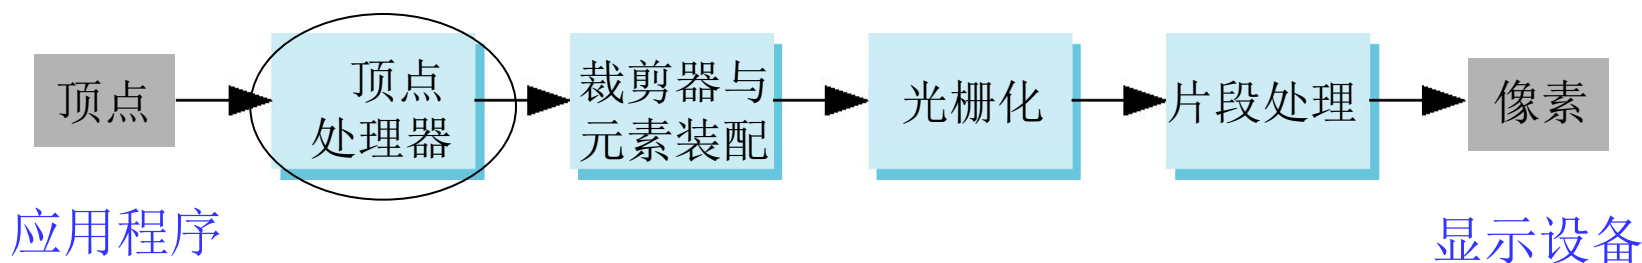 顶点
顶点
处理器
裁剪器与
元素装配
光栅化
片段处理
像素
应用程序
显示设备